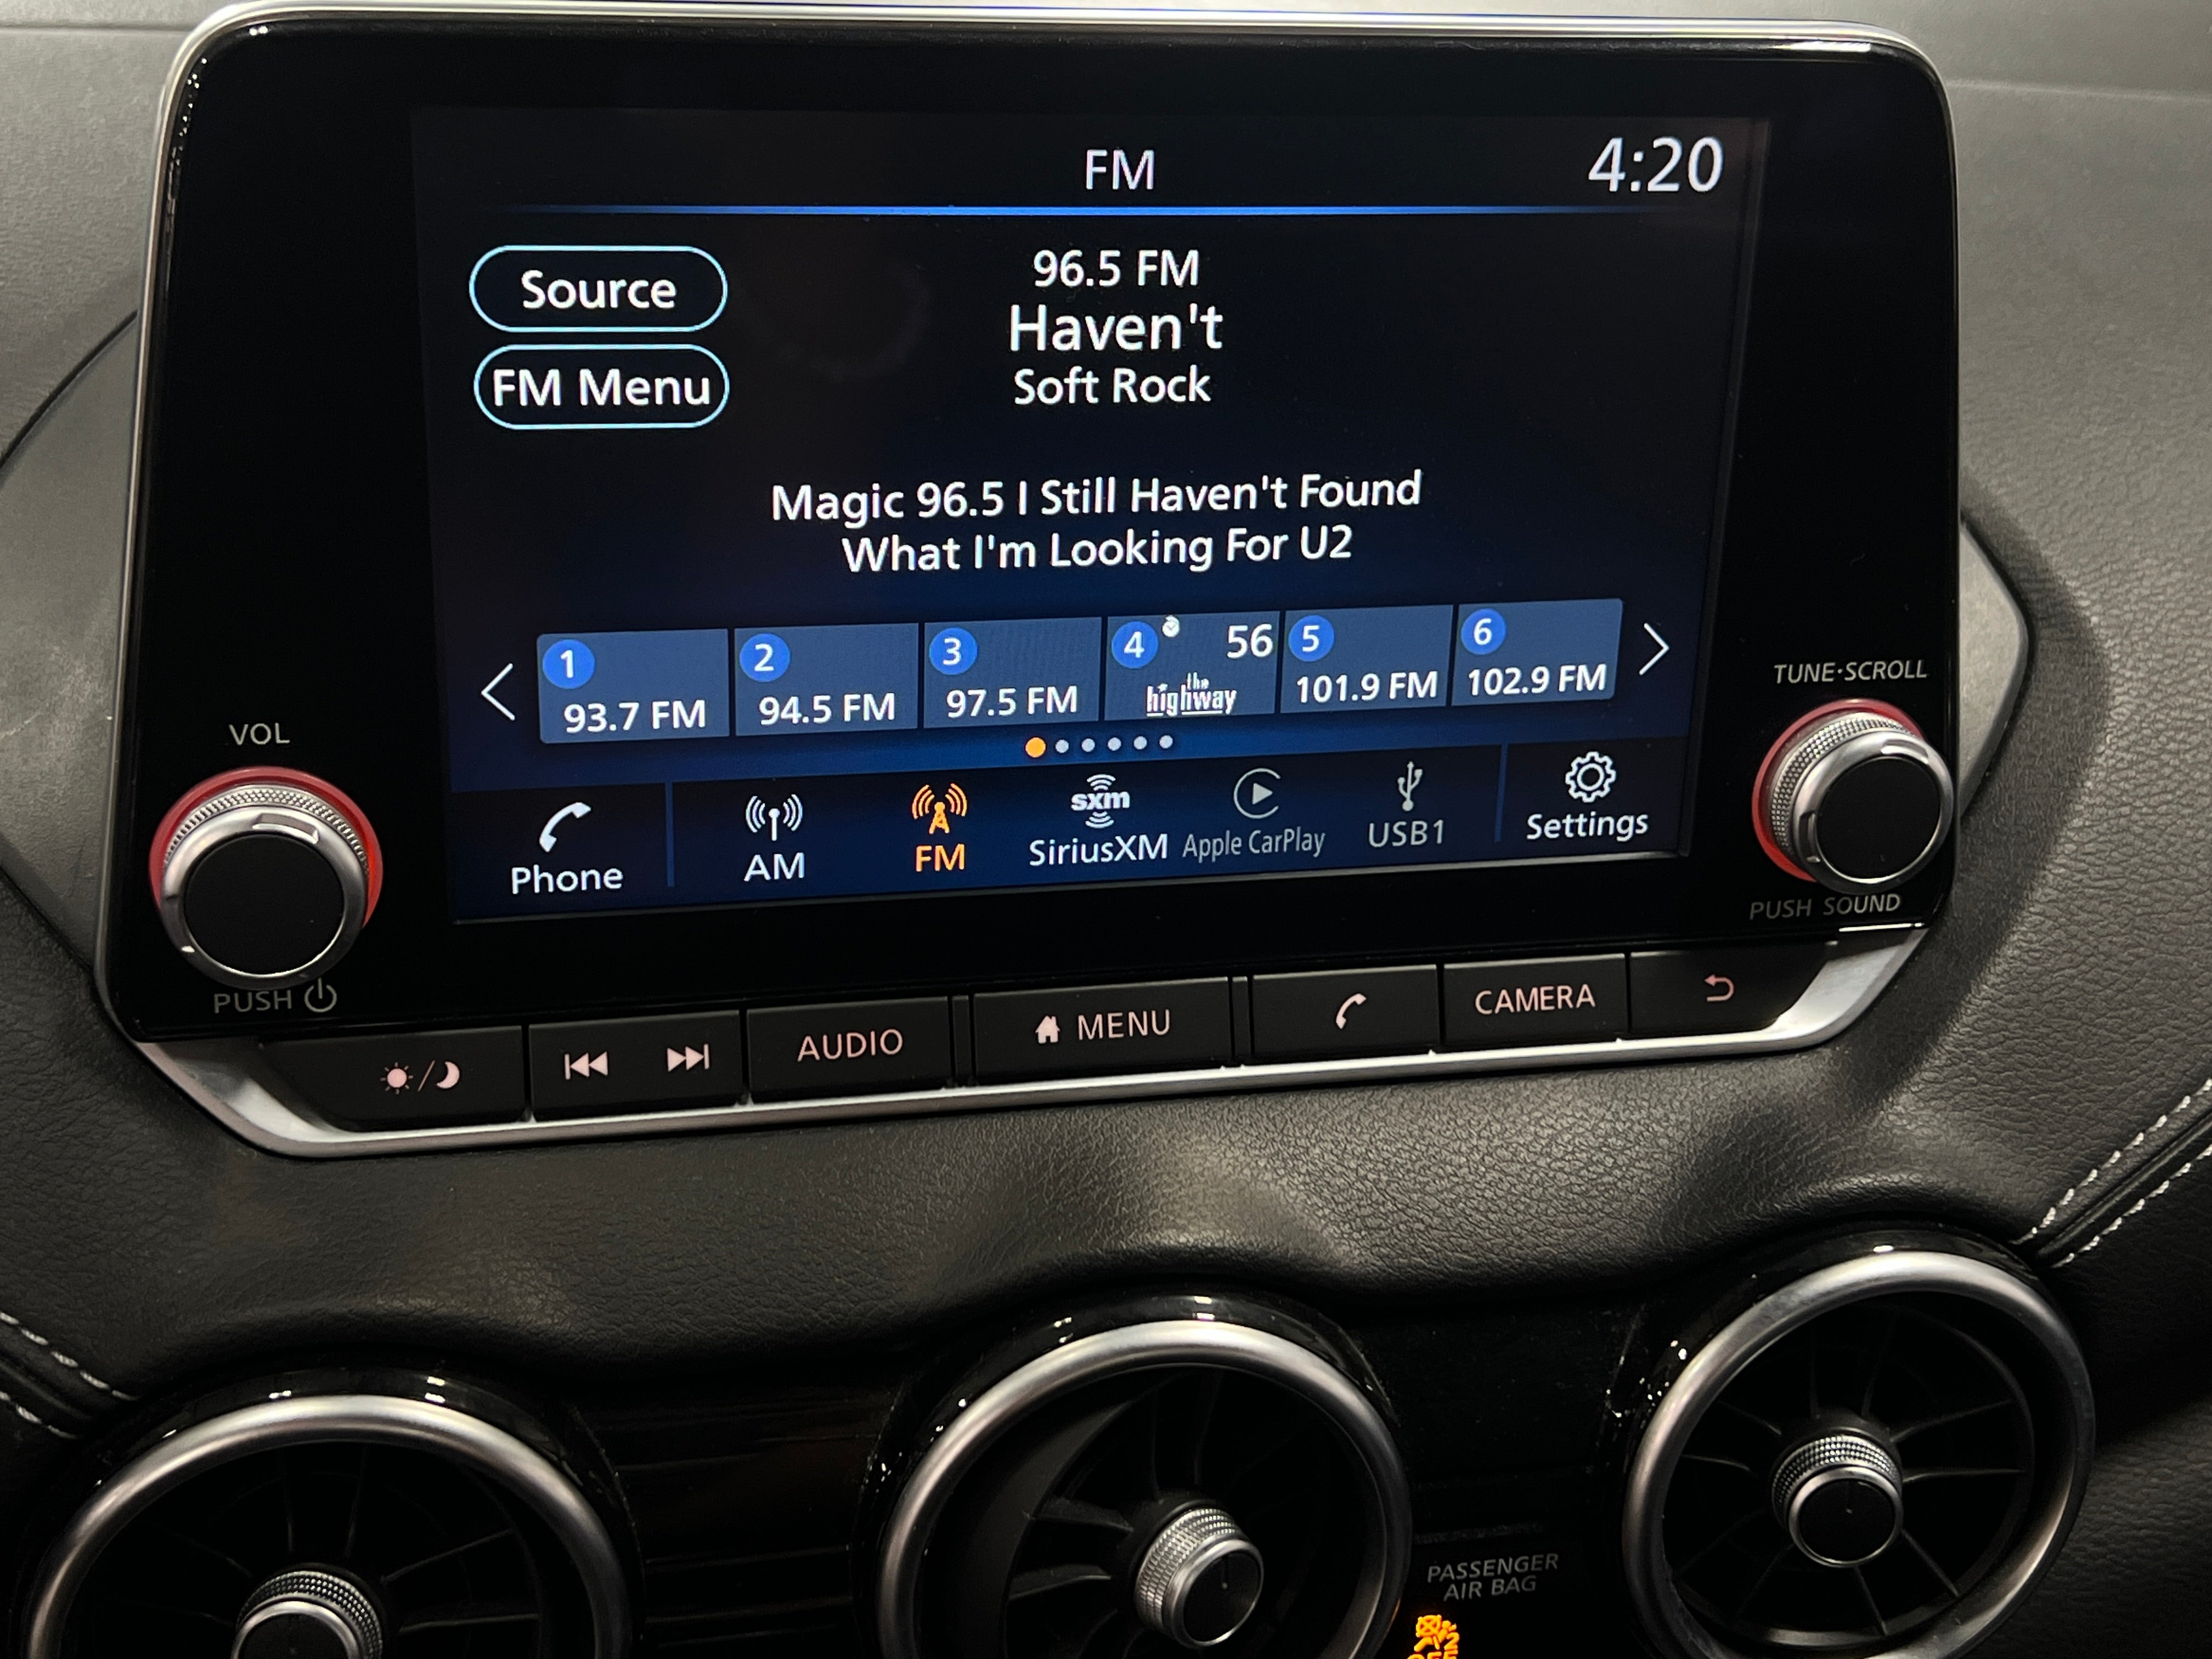 FM
4:20
Source
FM Menu
96.5 FM
Haven't
Soft Rock
Magic 96.5 I Still Haven't Found
What I'm Looking For U2
1
93.7 FM
2
94.5 FM
3
97.5 FM
4
56
the
highway
5
101.9 FM
6
102.9 FM
Phone
AM
FM
sxm
SiriusXM
Apple CarPlay
USB1
Settings
VOL
PUSH
TUNE·SCROLL
PUSH SOUND
AUDIO
MENU
CAMERA
PASSENGER
AIR BAG
2
OFF